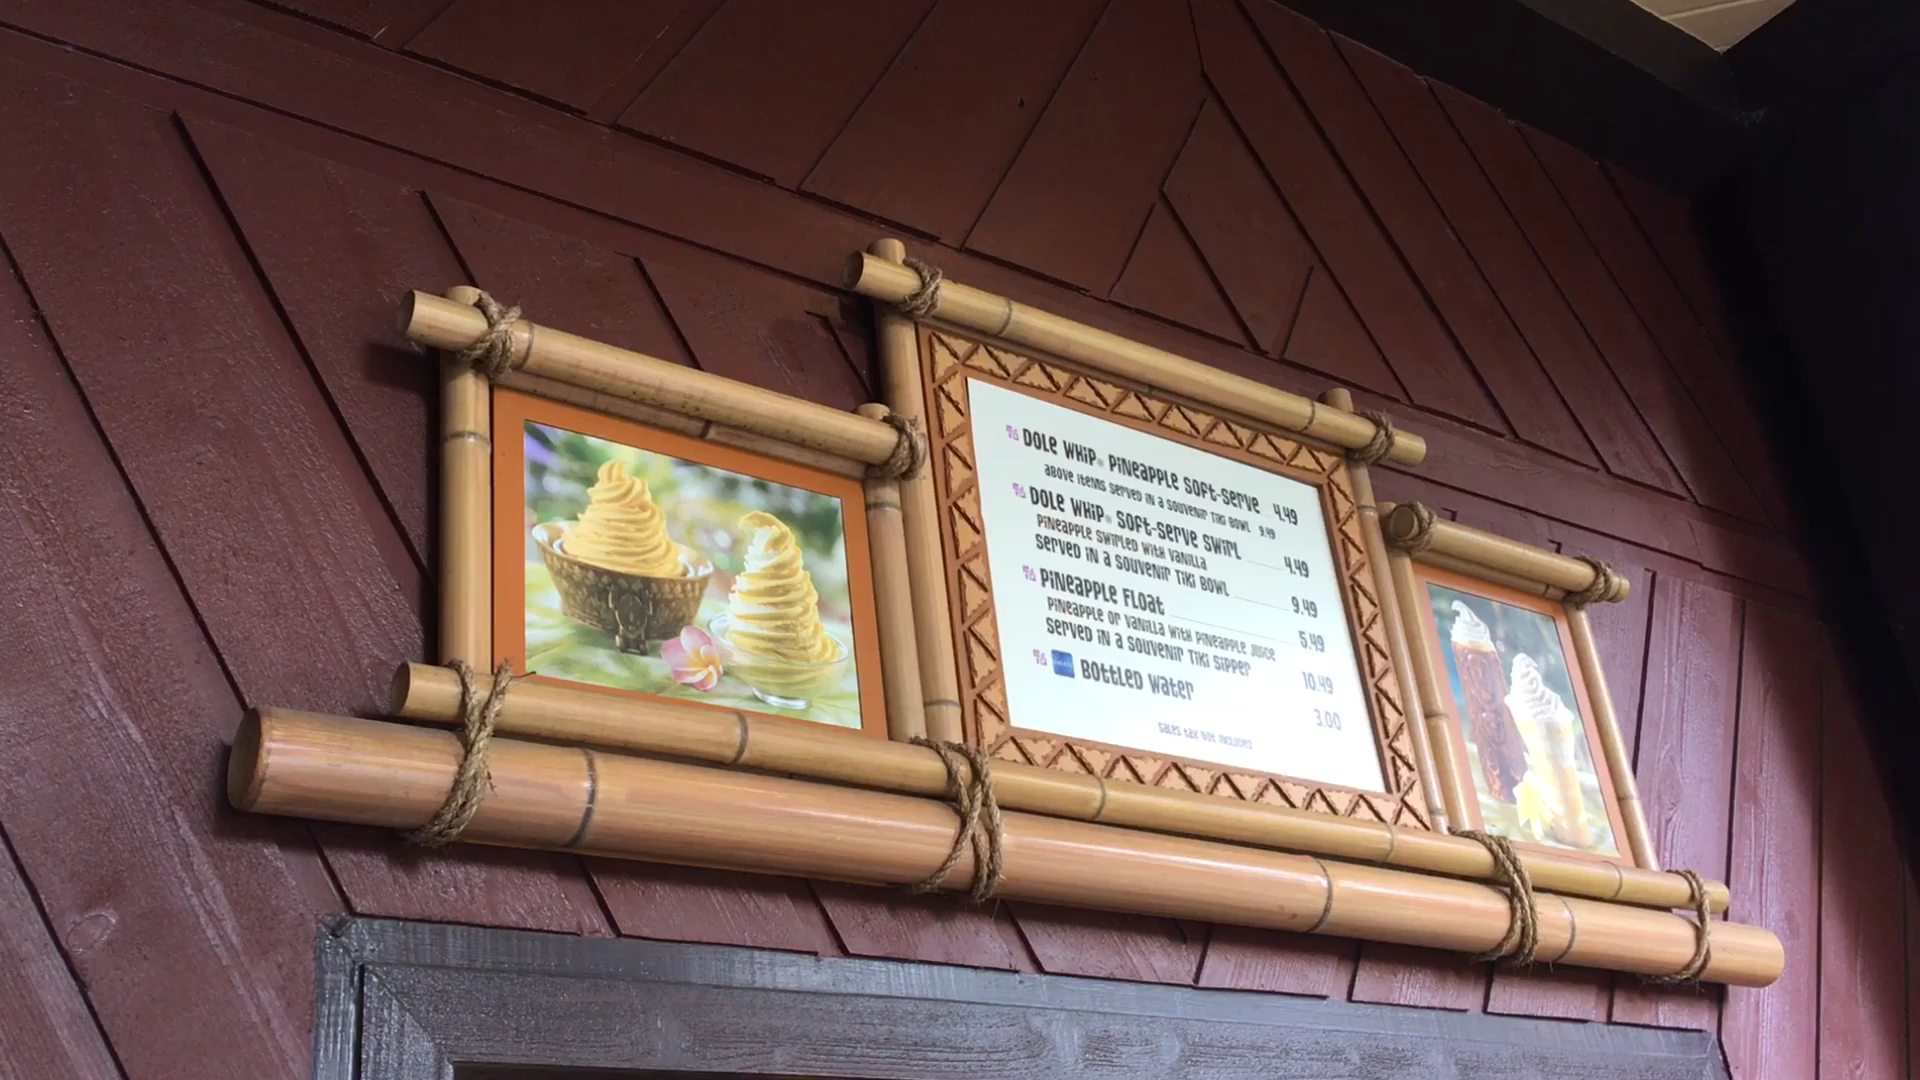 DOLE WHIP® PINEAPPLE SOFT-SERVE 4.49
ABOVE ITEMS SERVED IN A SOUVENIR TIKI BOWL 9.49
DOLE WHIP® SOFT-SERVE SWIRL 4.49
PINEAPPLE SWIRLED WITH VANILLA
SERVED IN A SOUVENIR TIKI BOWL 9.49
PINEAPPLE FLOAT 5.49
PINEAPPLE OR VANILLA WITH PINEAPPLE JUICE
SERVED IN A SOUVENIR TIKI SIPPER 10.49
BOTTLED WATER 3.00
SALES TAX NOT INCLUDED